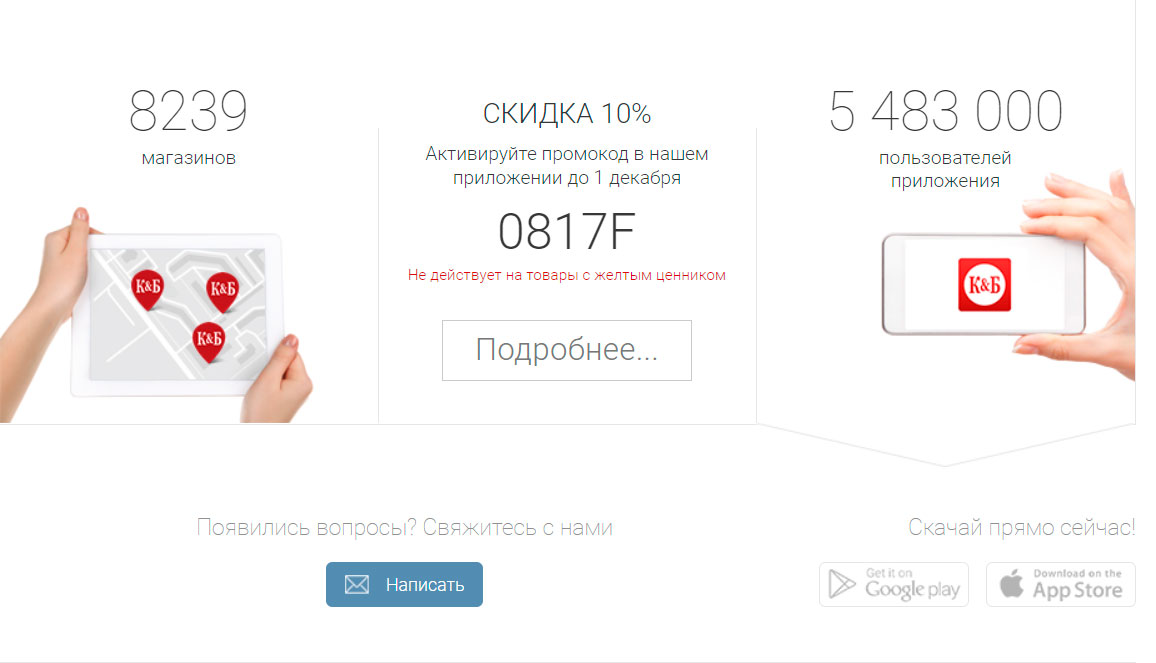 8239
магазинов
К&Б
К&Б
К&Б
СКИДКА 10%
Активируйте промокод в нашем
приложении до 1 декабря
0817F
Не действует на товары с желтым ценником
Подробнее...
5 483 000
пользователей
приложения
К&Б
Появились вопросы? Свяжитесь с нами
Написать
Скачай прямо сейчас!
Get it on
Google play
Download on the
App Store